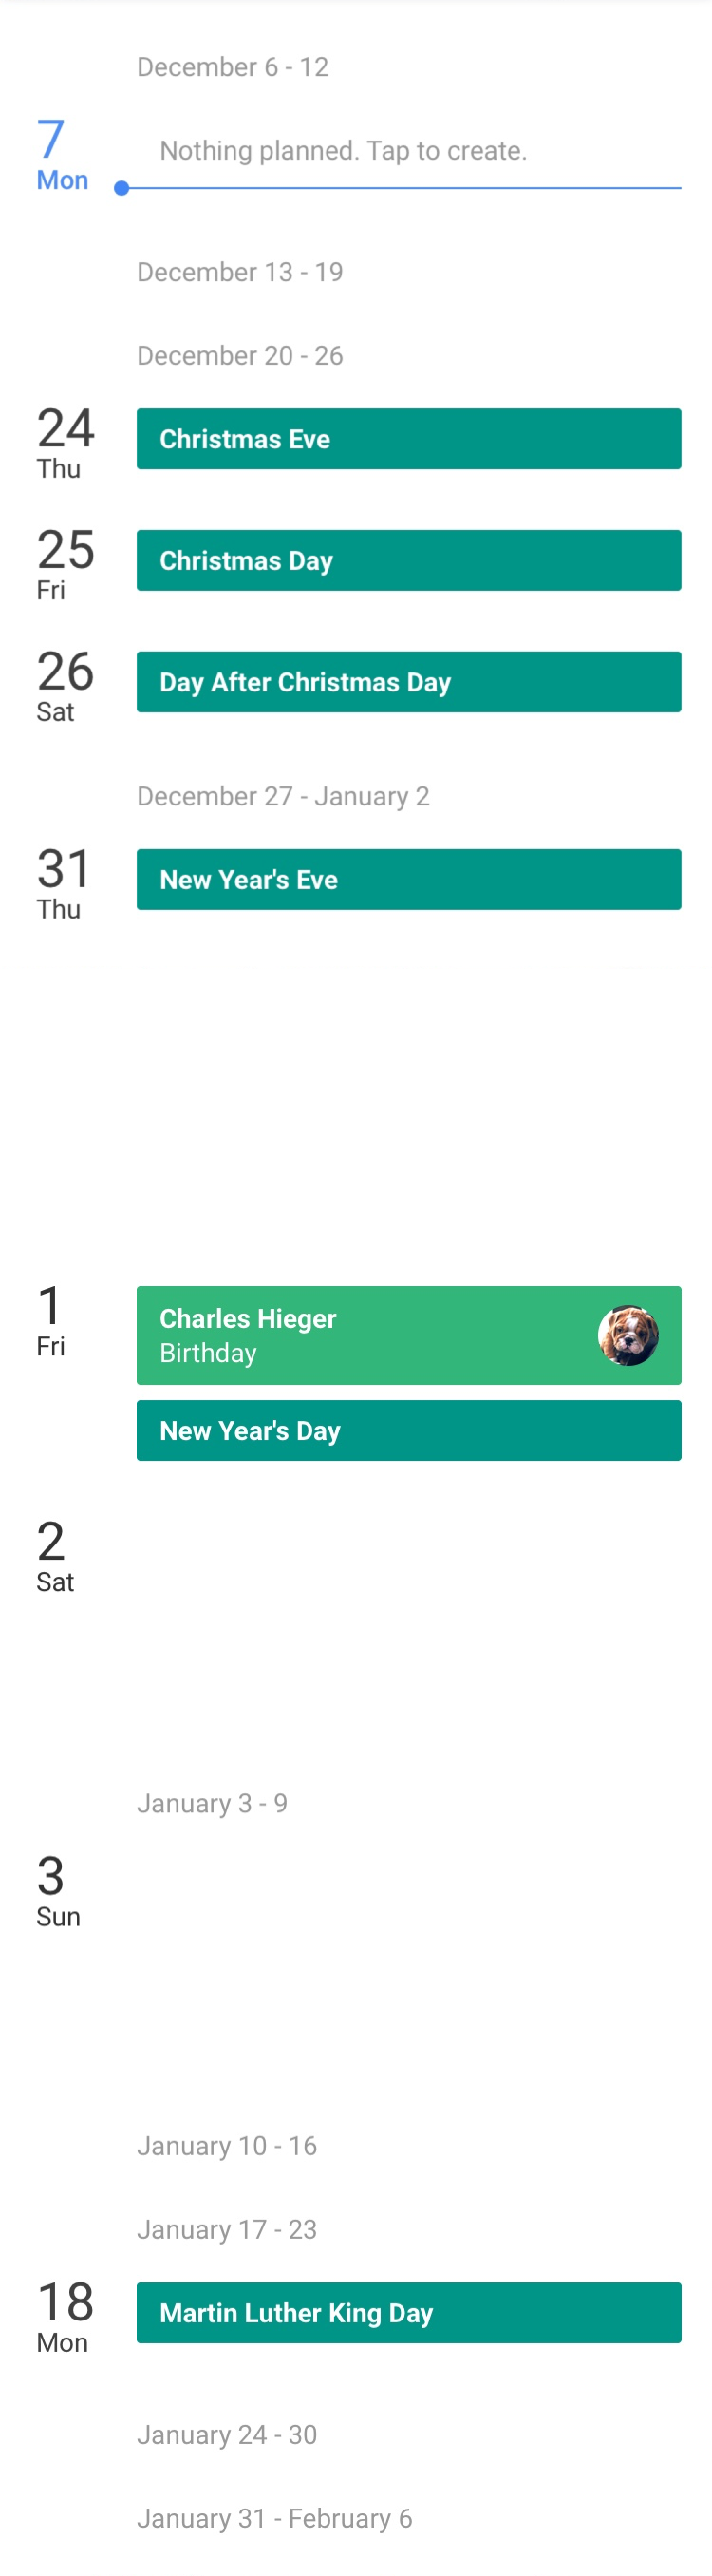 December 6 - 12
7
Nothing planned. Tap to create.
Mon
December 13 - 19
December 20 - 26
24
Christmas Eve
Thu
25
Christmas Day
Fri
26
Day After Christmas Day
Sat
December 27 - January 2
31
New Year's Eve
Thu
1
Charles Hieger
Fri
Birthday
New Year's Day
2
Sat
January 3 - 9
3
Sun
January 10 - 16
January 17 - 23
18
Martin Luther King Day
Mon
January 24 - 30
January 31 - February 6